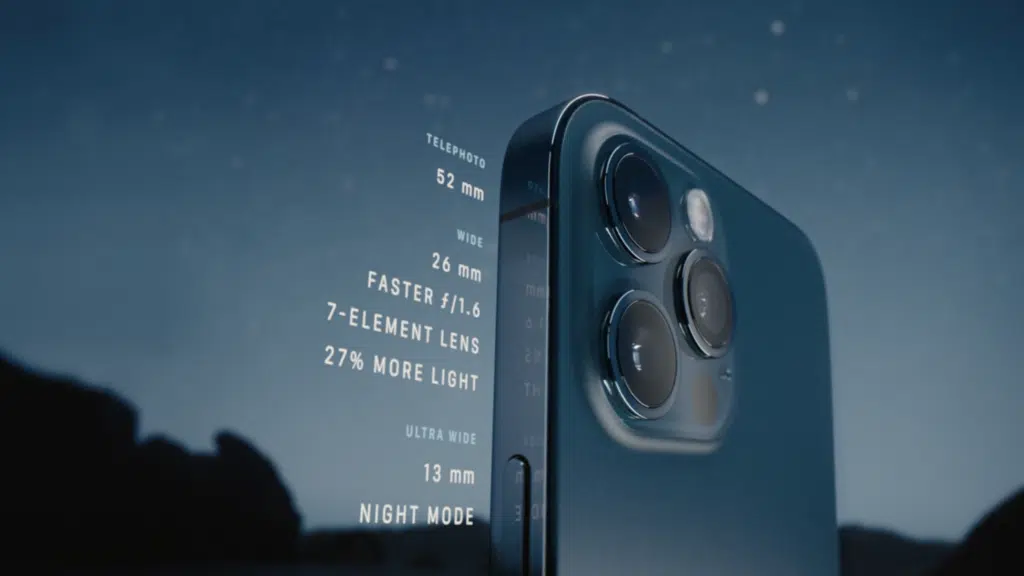 TELEPHOTO
52 mm
WIDE
26 mm
FASTER ƒ/1.6
7-ELEMENT LENS
27% MORE LIGHT
ULTRA WIDE
13 mm
NIGHT MODE